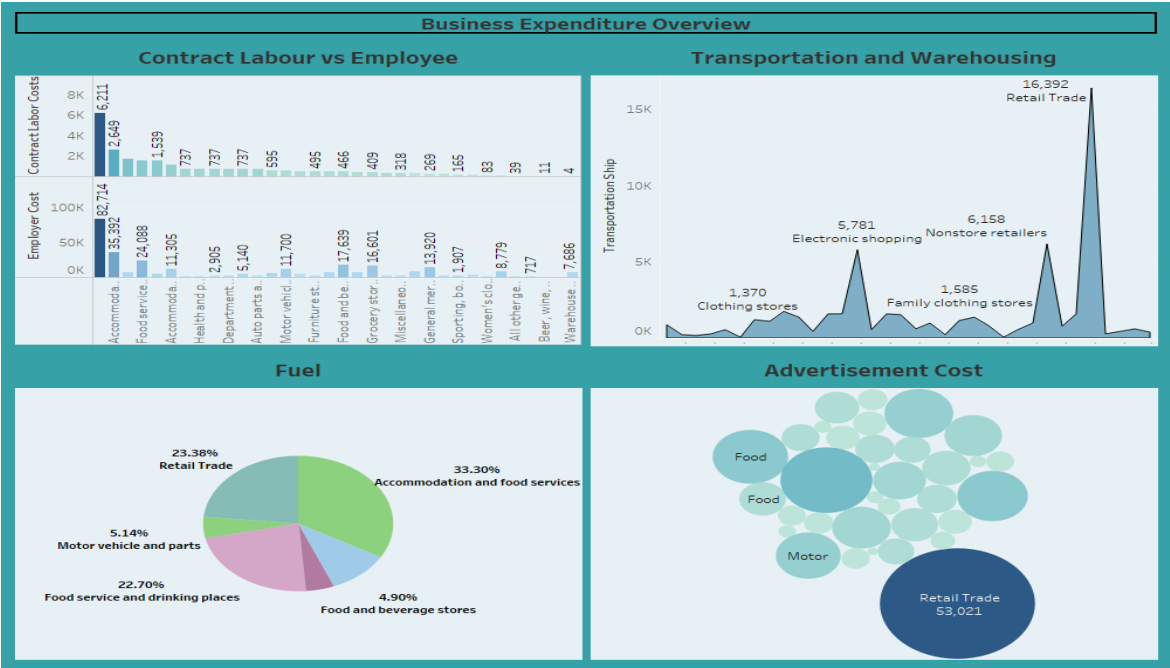 Business Expenditure Overview
Contract Labour vs Employee
Contract Labor Costs
8K
6K
4K
2K
6,211
2,649
1,539
737
737
737
595
495
466
409
318
269
165
83
39
11
4
Employer Cost
100K
50K
0K
82,714
35,392
24,088
11,305
2,905
5,140
11,700
17,639
16,601
13,920
1,907
8,779
717
7,686
Accommoda..
Food service..
Accommoda..
Health and p..
Department..
Auto parts a..
Motor vehicl..
Furniture st..
Food and be..
Grocery stor..
Miscellaneo..
General mer..
Sporting, bo..
Women's clo..
All other ge..
Beer, wine, ..
Warehouse..
Transportation and Warehousing
Transportation Ship
15K
10K
5K
0K
16,392
Retail Trade
5,781
Electronic shopping
6,158
Nonstore retailers
1,370
Clothing stores
1,585
Family clothing stores
Fuel
23.38%
Retail Trade
33.30%
Accommodation and food services
5.14%
Motor vehicle and parts
22.70%
Food service and drinking places
4.90%
Food and beverage stores
Advertisement Cost
Food
Food
Motor
Retail Trade
53,021